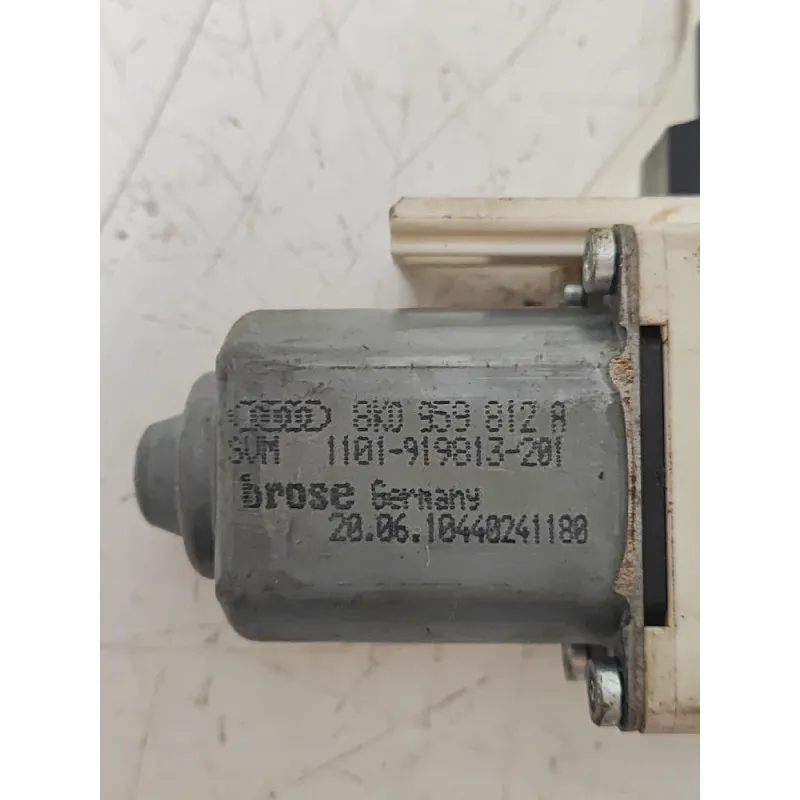 8K0 959 812 A
SVM 1101-919813-201
brose Germany
20.06.10440241180